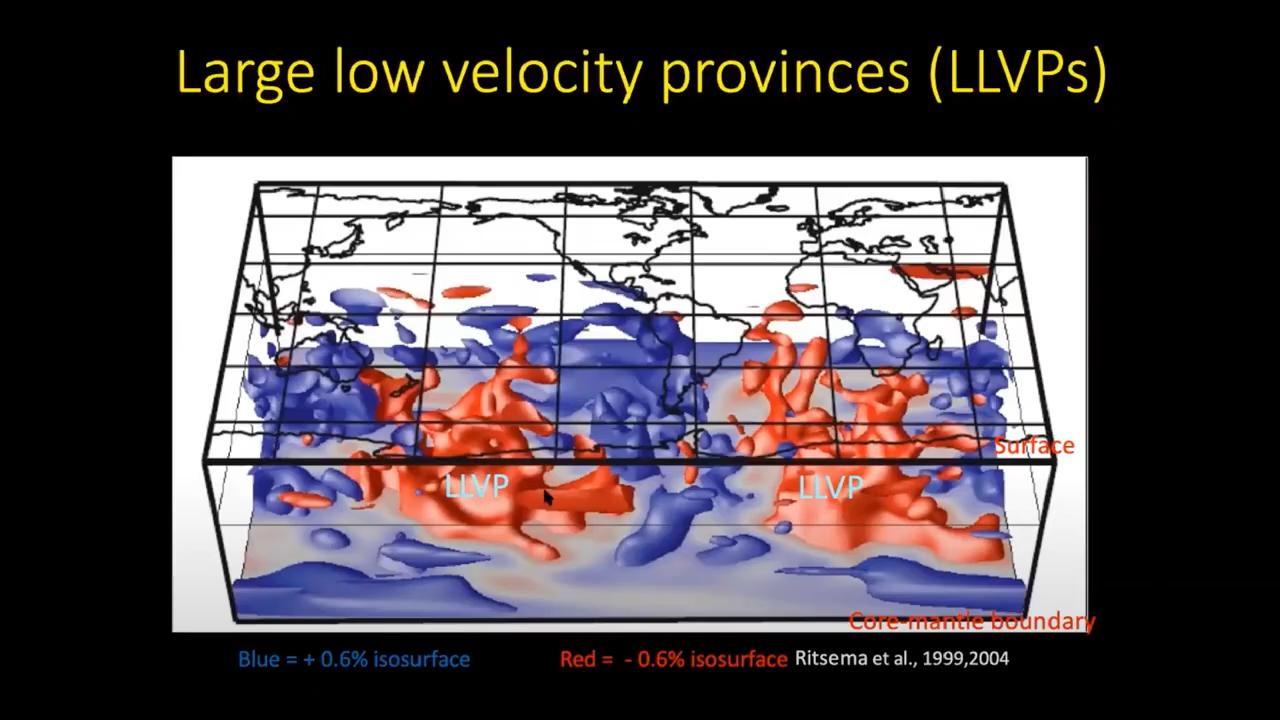 Large low velocity provinces (LLVPs)
Surface
LLVP
LLVP
Core-mantle boundary
Blue = + 0.6% isosurface
Red = - 0.6% isosurface
Ritsema et al., 1999,2004